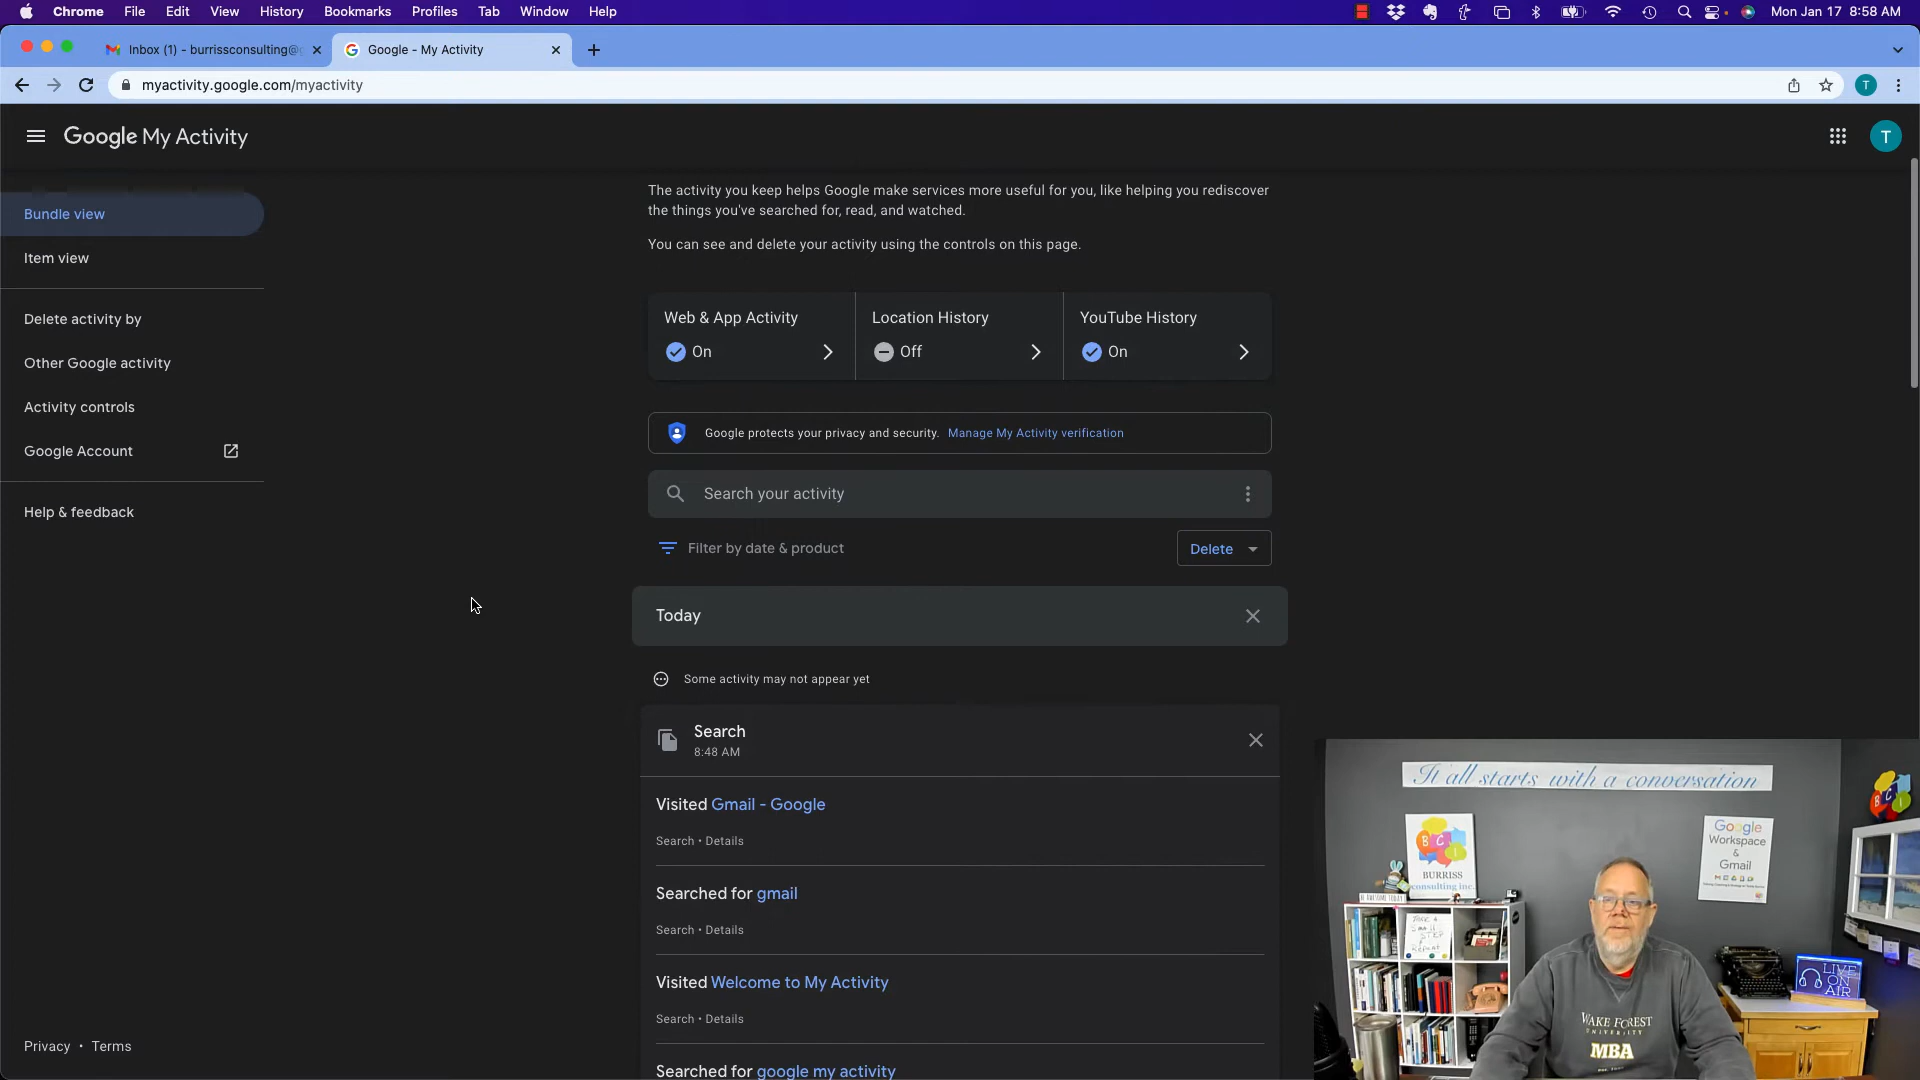 Chrome File Edit View History Bookmarks Profiles Tab Window Help
Mon Jan 17 8:58 AM
Inbox (1) - burrissconsulting@
Google - My Activity
myactivity.google.com/myactivity
T
Google My Activity
T
Bundle view
Item view
Delete activity by
Other Google activity
Activity controls
Google Account
Help & feedback
Privacy • Terms
The activity you keep helps Google make services more useful for you, like helping you rediscover
the things you've searched for, read, and watched.
You can see and delete your activity using the controls on this page.
Web & App Activity
On
Location History
Off
YouTube History
On
Google protects your privacy and security. Manage My Activity verification
Search your activity
Filter by date & product
Delete
Today
Some activity may not appear yet
Search
8:48 AM
Visited Gmail - Google
Search • Details
Searched for gmail
Search • Details
Visited Welcome to My Activity
Search • Details
Searched for google my activity
It all starts with a conversation
BCI
BURRISS
consulting inc.
Google
Workspace
&
Gmail
BCI
LIVE
ON
AIR
WAKE FOREST
UNIVERSITY
MBA